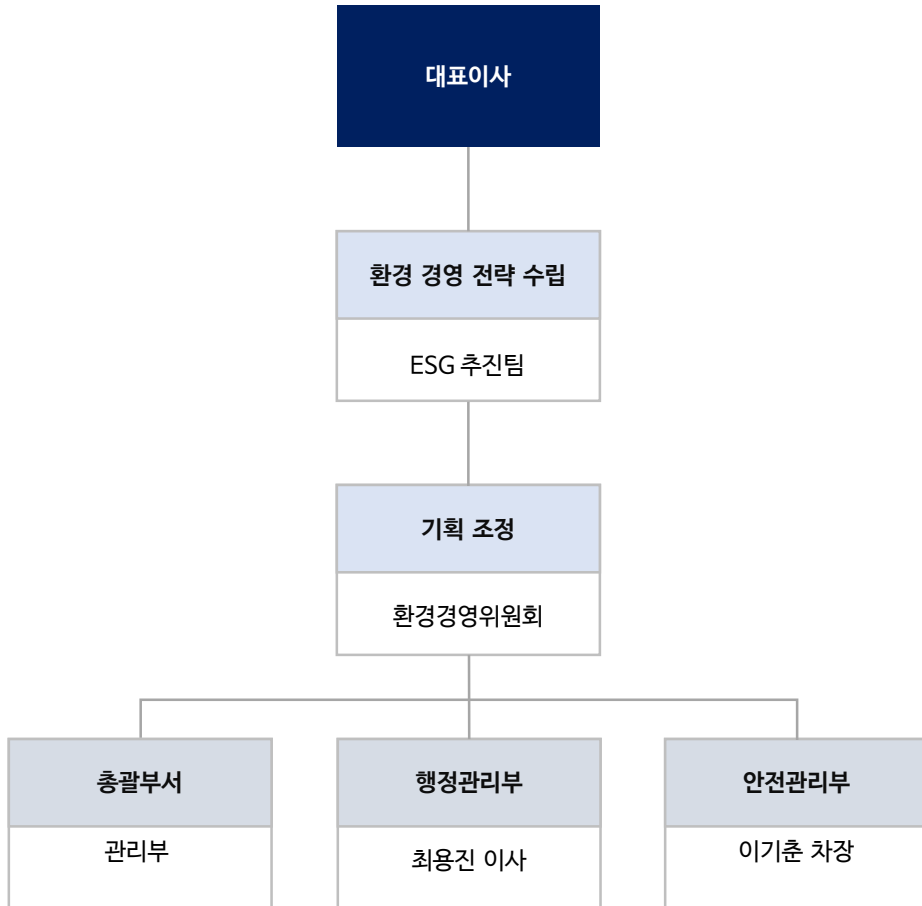 대표이사
환경 경영 전략 수립
ESG 추진팀
기획 조정
환경경영위원회
총괄부서
관리부
행정관리부
최용진 이사
안전관리부
이기춘 차장